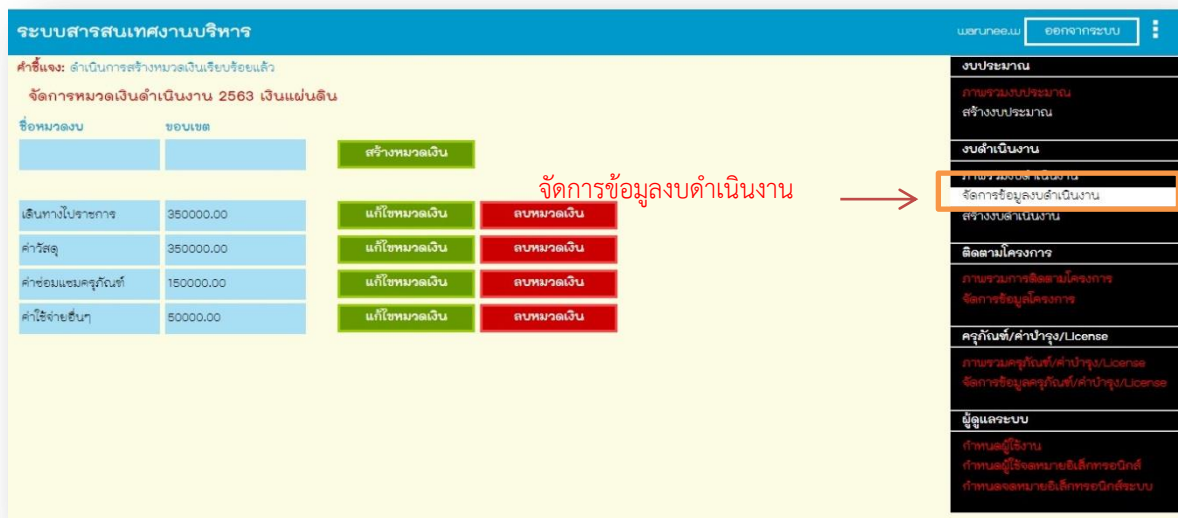 ระบบสารสนเทศงานบริหาร
warunee.w ออกจากระบบ
คำชี้แจง: ดำเนินการสร้างหมวดเงินเรียบร้อยแล้ว
จัดการหมวดเงินดำเนินงาน 2563 เงินแผ่นดิน
ชื่อหมวดงบ ขอบเขต
สร้างหมวดเงิน
เดินทางไปราชการ 350000.00 แก้ไขหมวดเงิน ลบหมวดเงิน
ค่าวัสดุ 350000.00 แก้ไขหมวดเงิน ลบหมวดเงิน
ค่าซ่อมแซมครุภัณฑ์ 150000.00 แก้ไขหมวดเงิน ลบหมวดเงิน
ค่าใช้จ่ายอื่นๆ 50000.00 แก้ไขหมวดเงิน ลบหมวดเงิน
จัดการข้อมูลงบดำเนินงาน
งบประมาณ
ภาพรวมงบประมาณ
สร้างงบประมาณ
งบดำเนินงาน
ภาพรวมงบดำเนินงาน
จัดการข้อมูลงบดำเนินงาน
สร้างงบดำเนินงาน
ติดตามโครงการ
ภาพรวมการติดตามโครงการ
จัดการข้อมูลโครงการ
ครุภัณฑ์/ค่าบำรุง/License
ภาพรวมครุภัณฑ์/ค่าบำรุง/License
จัดการข้อมูลครุภัณฑ์/ค่าบำรุง/License
ผู้ดูแลระบบ
กำหนดผู้ใช้งาน
กำหนดผู้ใช้จดหมายอิเล็กทรอนิกส์
กำหนดจดหมายอิเล็กทรอนิกส์ระบบ